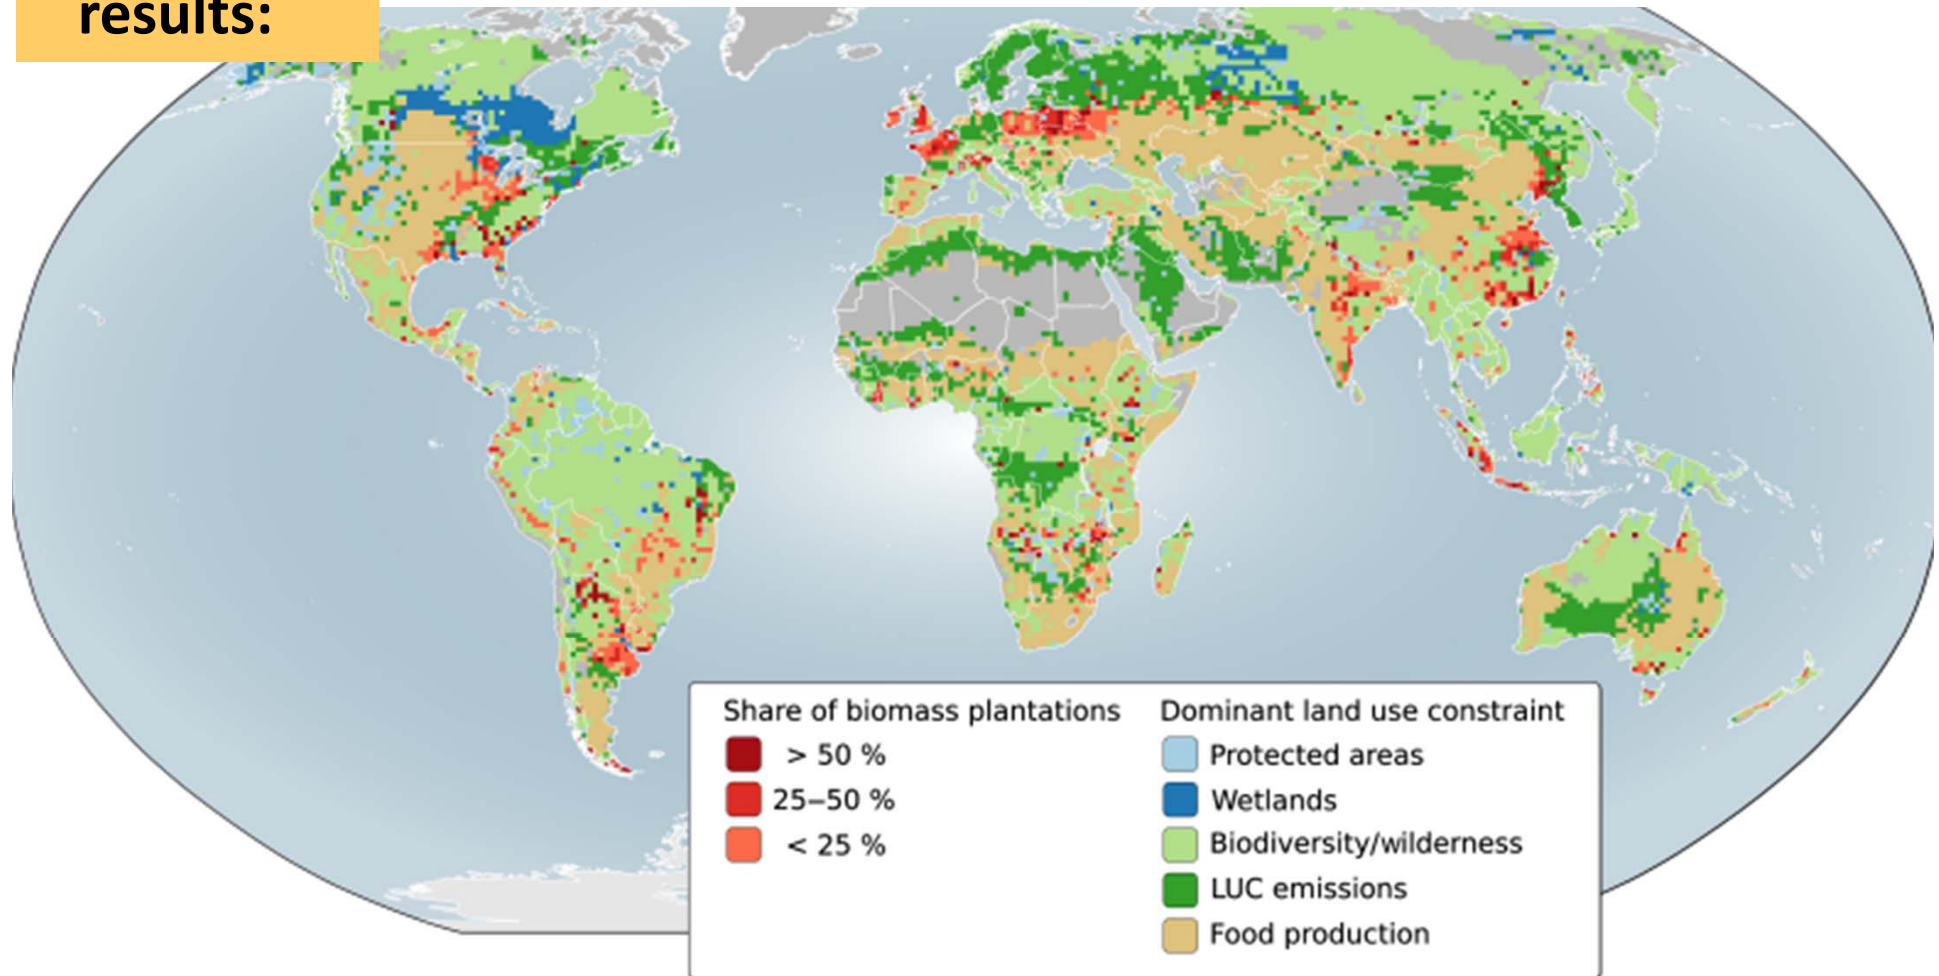 results:
Share of biomass plantations
> 50 %
25–50 %
< 25 %
Dominant land use constraint
Protected areas
Wetlands
Biodiversity/wilderness
LUC emissions
Food production